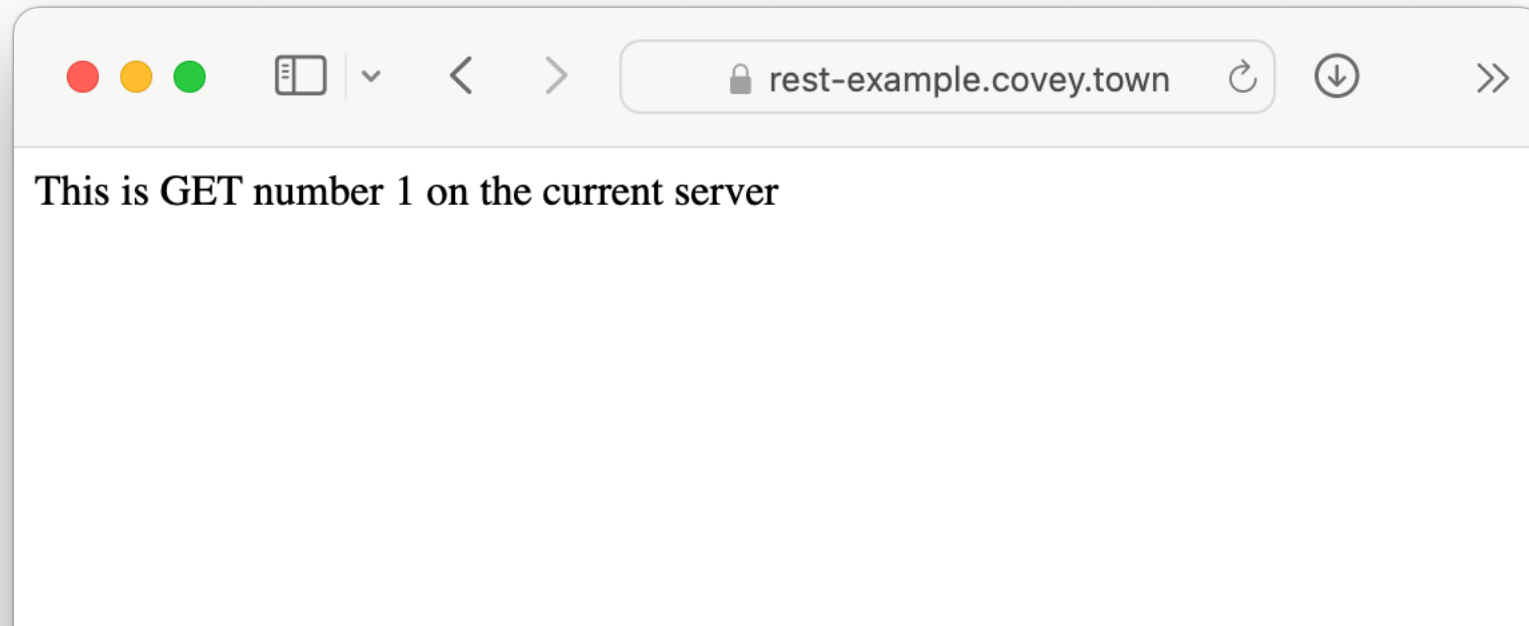 rest-example.covey.town
This is GET number 1 on the current server